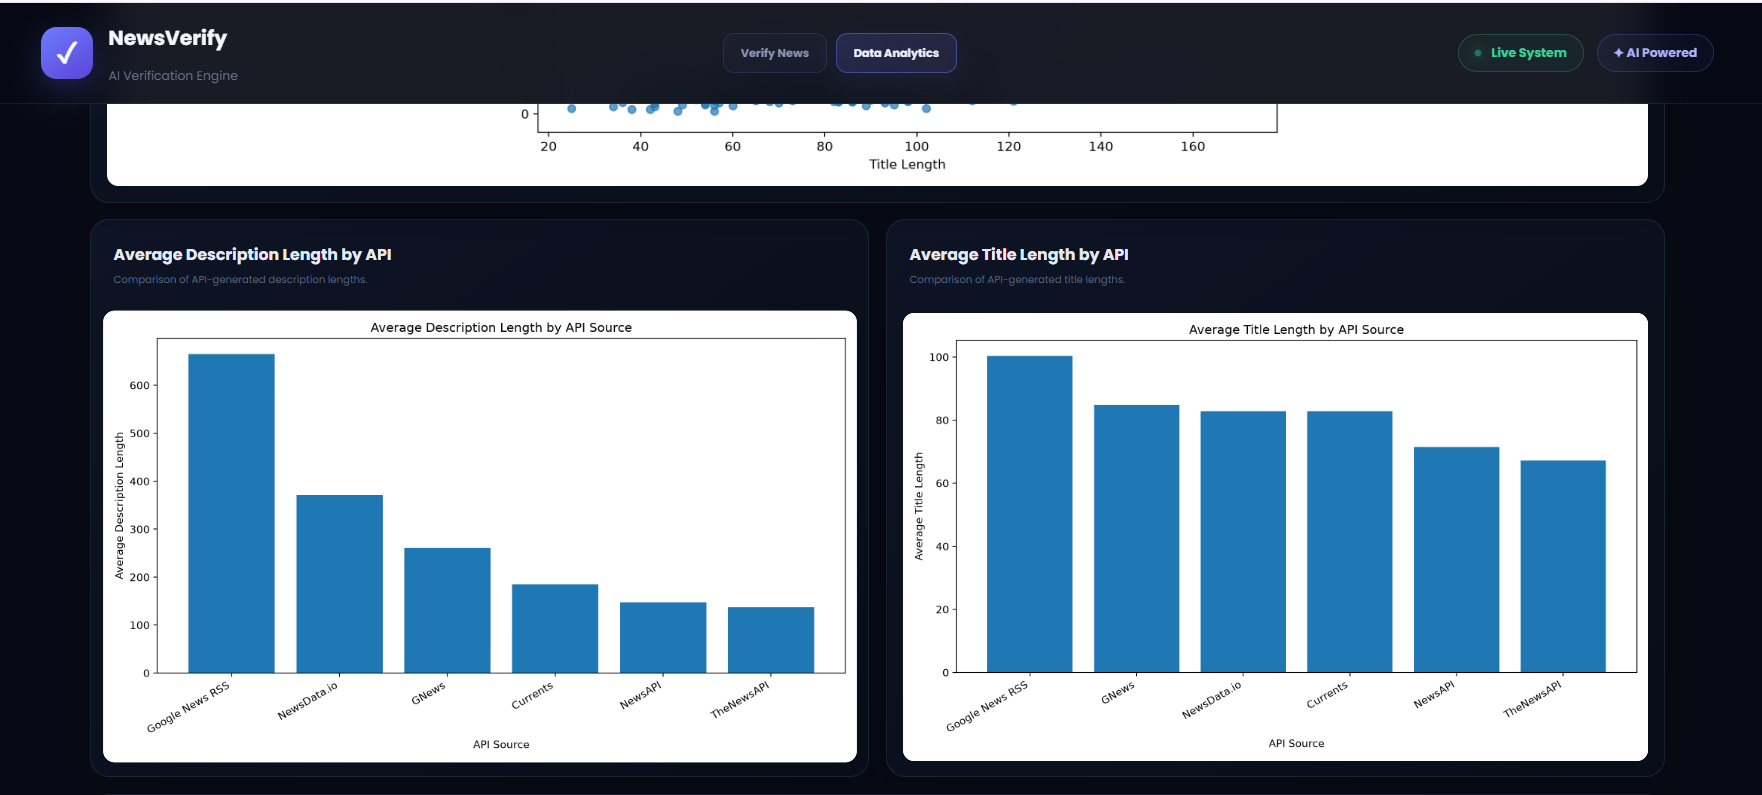 ✓
NewsVerify
AI Verification Engine
Verify News
Data Analytics
Live System
✦ AI Powered
0
20 40 60 80 100 120 140 160
Title Length
Average Description Length by API
Comparison of API-generated description lengths.
Average Description Length by API Source
Average Description Length
600
500
400
300
200
100
0
Google News RSS
NewsData.io
GNews
Currents
NewsAPI
TheNewsAPI
API Source
Average Title Length by API
Comparison of API-generated title lengths.
Average Title Length by API Source
Average Title Length
100
80
60
40
20
0
Google News RSS
GNews
NewsData.io
Currents
NewsAPI
TheNewsAPI
API Source